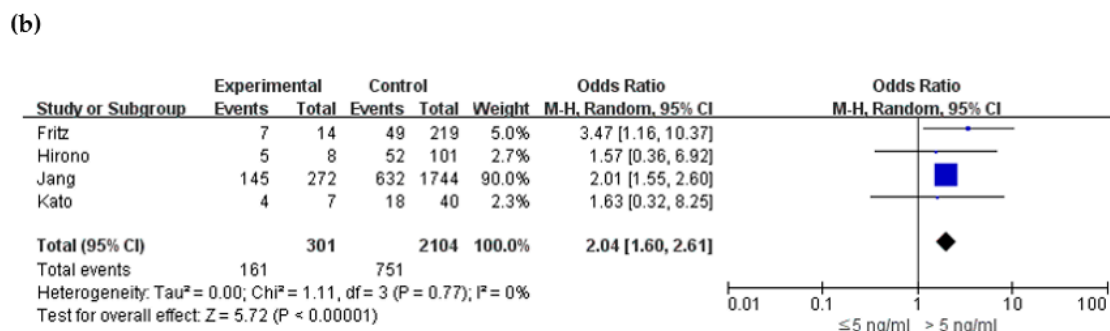 (b)
Experimental Control Odds Ratio Odds Ratio
Study or Subgroup Events Total Events Total Weight M-H, Random, 95% CI M-H, Random, 95% CI
Fritz 7 14 49 219 5.0% 3.47 [1.16, 10.37]
Hirono 5 8 52 101 2.7% 1.57 [0.36, 6.92]
Jang 145 272 632 1744 90.0% 2.01 [1.55, 2.60]
Kato 4 7 18 40 2.3% 1.63 [0.32, 8.25]
Total (95% CI) 301 2104 100.0% 2.04 [1.60, 2.61]
Total events 161 751
Heterogeneity: Tau² = 0.00; Chi² = 1.11, df = 3 (P = 0.77); I² = 0%
Test for overall effect: Z = 5.72 (P < 0.00001)
0.01 0.1 1 10 100
≤5 ng/ml > 5 ng/ml